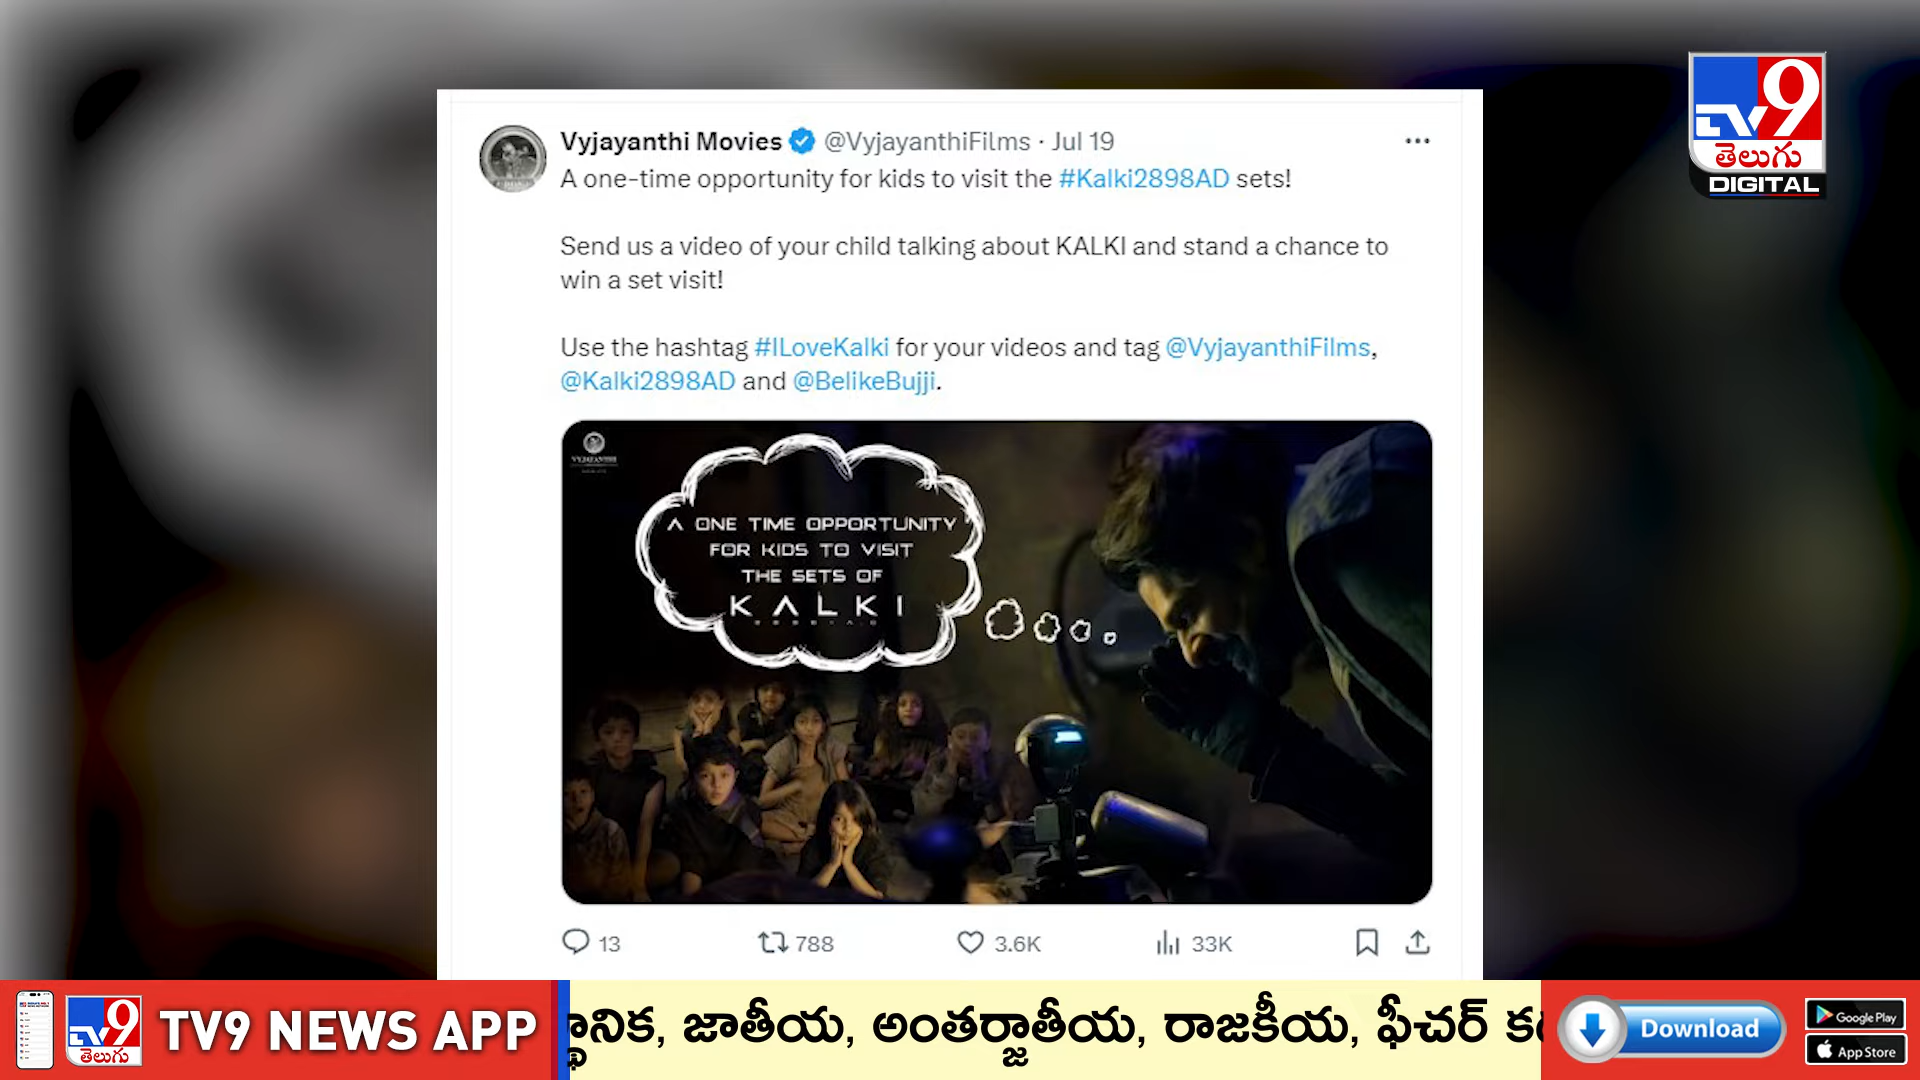 TV9
తెలుగు
DIGITAL
Vyjayanthi Movies @VyjayanthiFilms · Jul 19
A one-time opportunity for kids to visit the #Kalki2898AD sets!
Send us a video of your child talking about KALKI and stand a chance to
win a set visit!
Use the hashtag #ILoveKalki for your videos and tag @VyjayanthiFilms,
@Kalki2898AD and @BelikeBujji.
VYJAYANTHI
A ONE TIME OPPORTUNITY
FOR KIDS TO VISIT
THE SETS OF
KALKI
13 788 3.6K 33K
TV9
తెలుగు
TV9 NEWS APP
జాతీయ, అంతర్జాతీయ, రాజకీయ, ఫీచర్
Download
Google Play
App Store